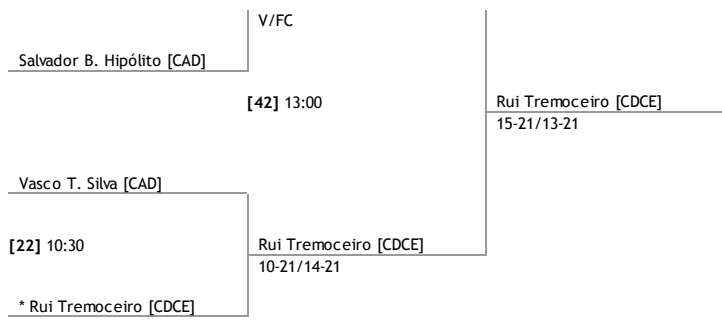 V/FC
Salvador B. Hipólito [CAD]
[42] 13:00
Rui Tremoceiro [CDCE]
15-21/13-21
Vasco T. Silva [CAD]
[22] 10:30
Rui Tremoceiro [CDCE]
10-21/14-21
* Rui Tremoceiro [CDCE]